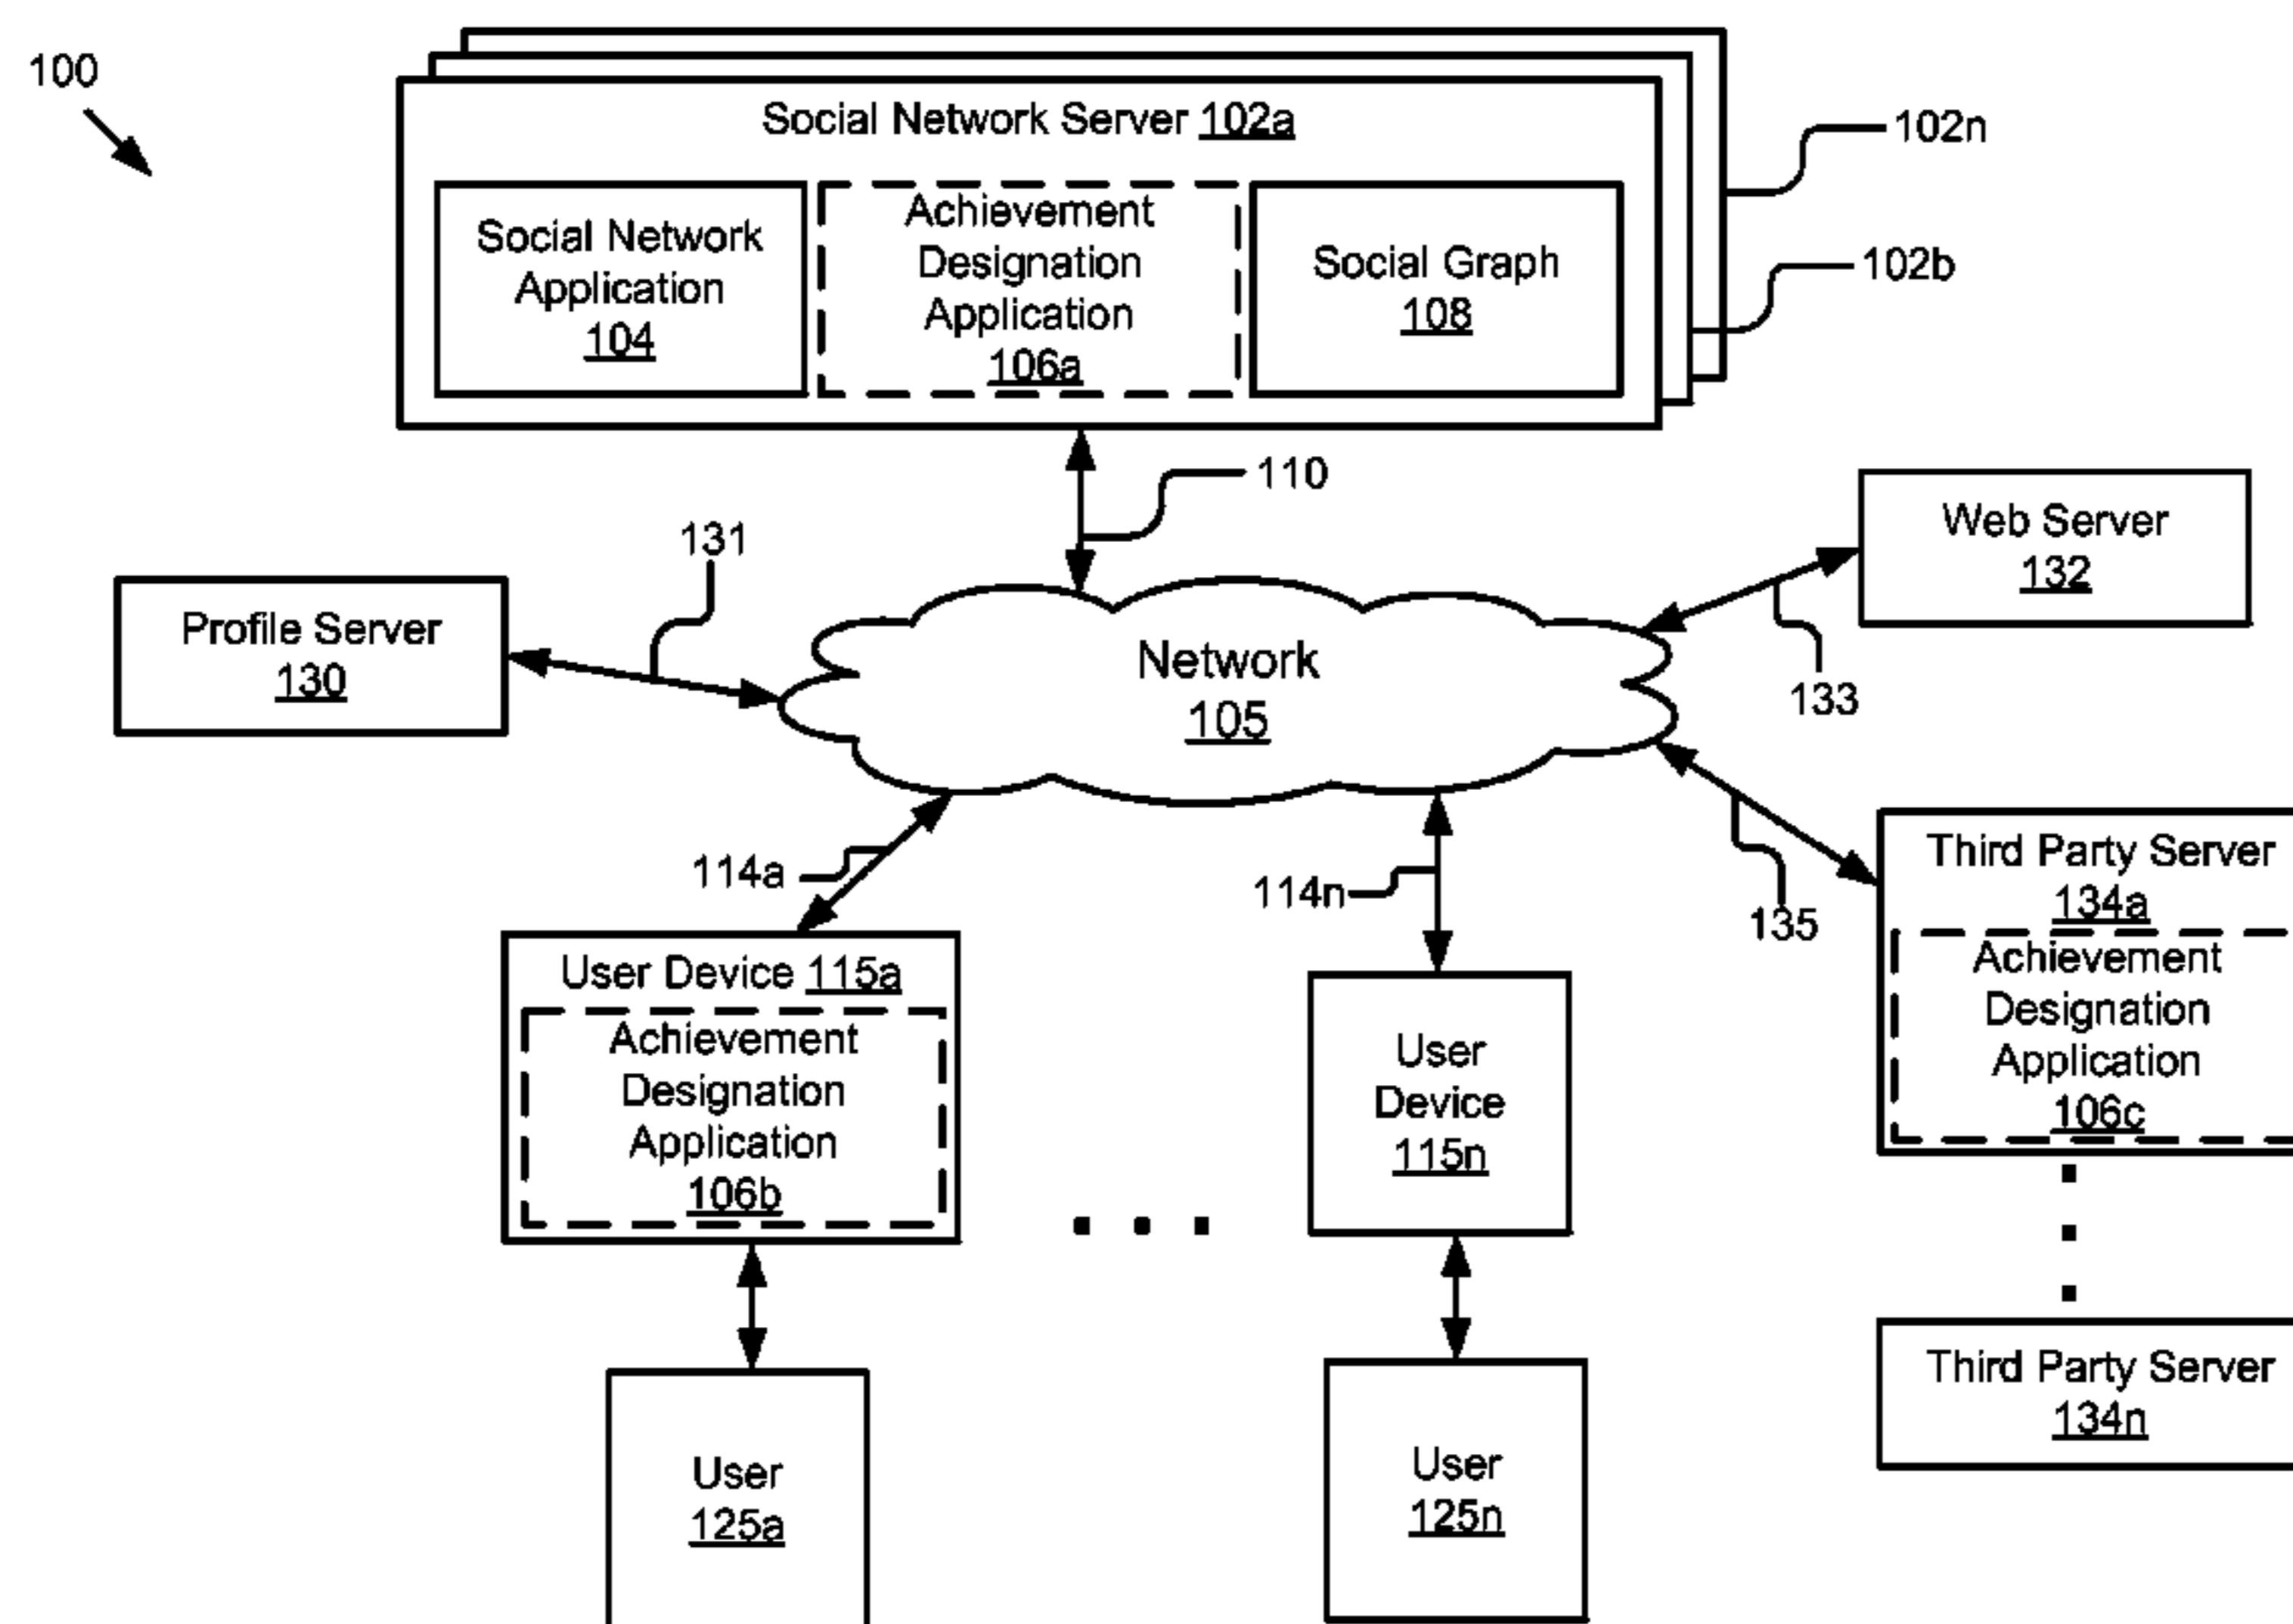 100
Social Network Server 102a
102n
Social Network
Application
104
Achievement
Designation
Application
106a
Social Graph
108
102b
110
Web Server
132
131
Profile Server
130
Network
105
133
114a
114n
135
Third Party Server
134a
Achievement
Designation
Application
106c
User Device 115a
Achievement
Designation
Application
106b
User
Device
115n
Third Party Server
134n
User
125a
User
125n